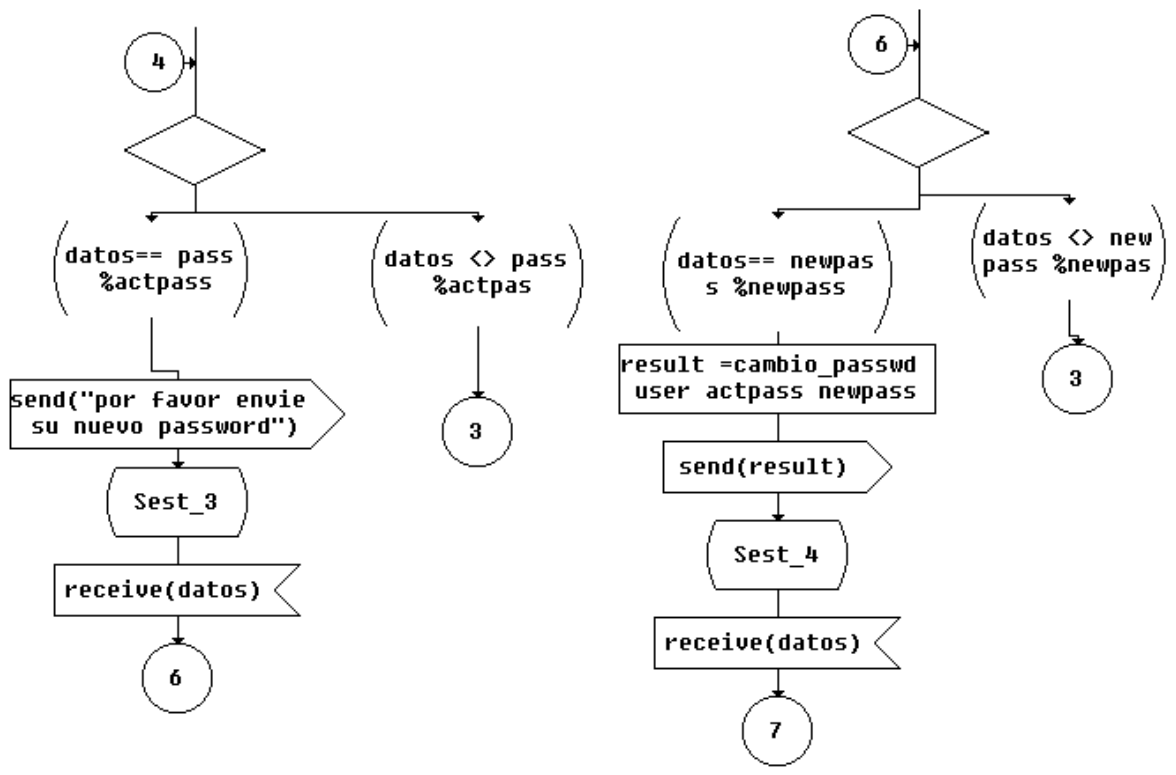 4
datos== pass
%actpass
datos <> pass
%actpas
send("por favor envie
su nuevo password")
3
Sest_3
receive(datos)
6
6
datos== newpas
s %newpass
datos <> new
pass %newpas
result =cambio_passwd
user actpass newpass
3
send(result)
Sest_4
receive(datos)
7